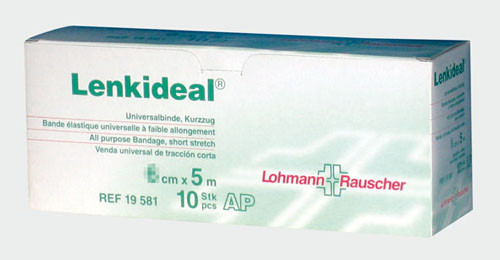 Lenkideal®
Universalbinde, Kurzzug
Bande élastique universelle à faible allongement
All purpose Bandage, short stretch
Venda universal de tracción corta
cm x 5 m
REF 19 581 10 Stk pcs AP
Lohmann Rauscher